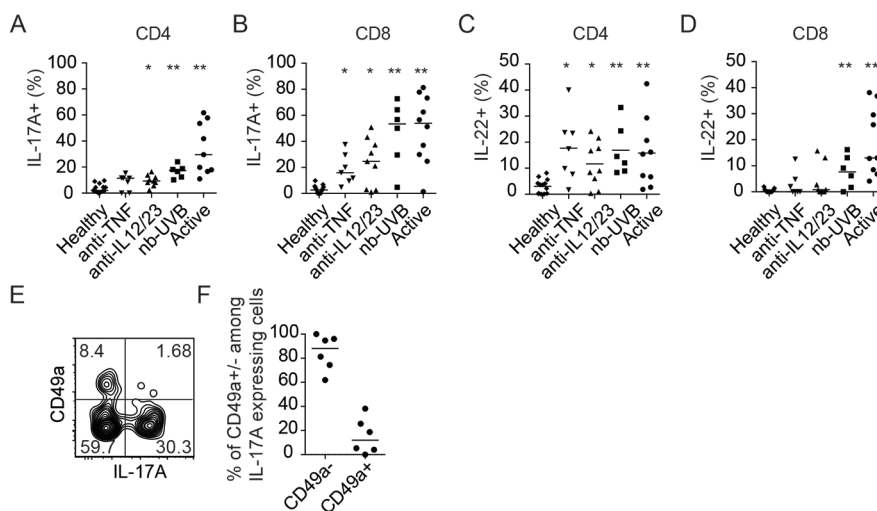 A
CD4
IL-17A+ (%)
100
80
60
40
20
0
* ** **
Healthy
anti-TNF
anti-IL12/23
nb-UVB
Active
B
CD8
IL-17A+ (%)
100
80
60
40
20
0
* * ** **
Healthy
anti-TNF
anti-IL12/23
nb-UVB
Active
C
CD4
IL-22+ (%)
50
40
30
20
10
0
* * ** **
Healthy
anti-TNF
anti-IL12/23
nb-UVB
Active
D
CD8
IL-22+ (%)
50
40
30
20
10
0
** **
Healthy
anti-TNF
anti-IL12/23
nb-UVB
Active
E
CD49a
8.4 1.68
59.7 30.3
IL-17A
F
% of CD49a+/- among
IL-17A expressing cells
100
80
60
40
20
0
CD49a-
CD49a+